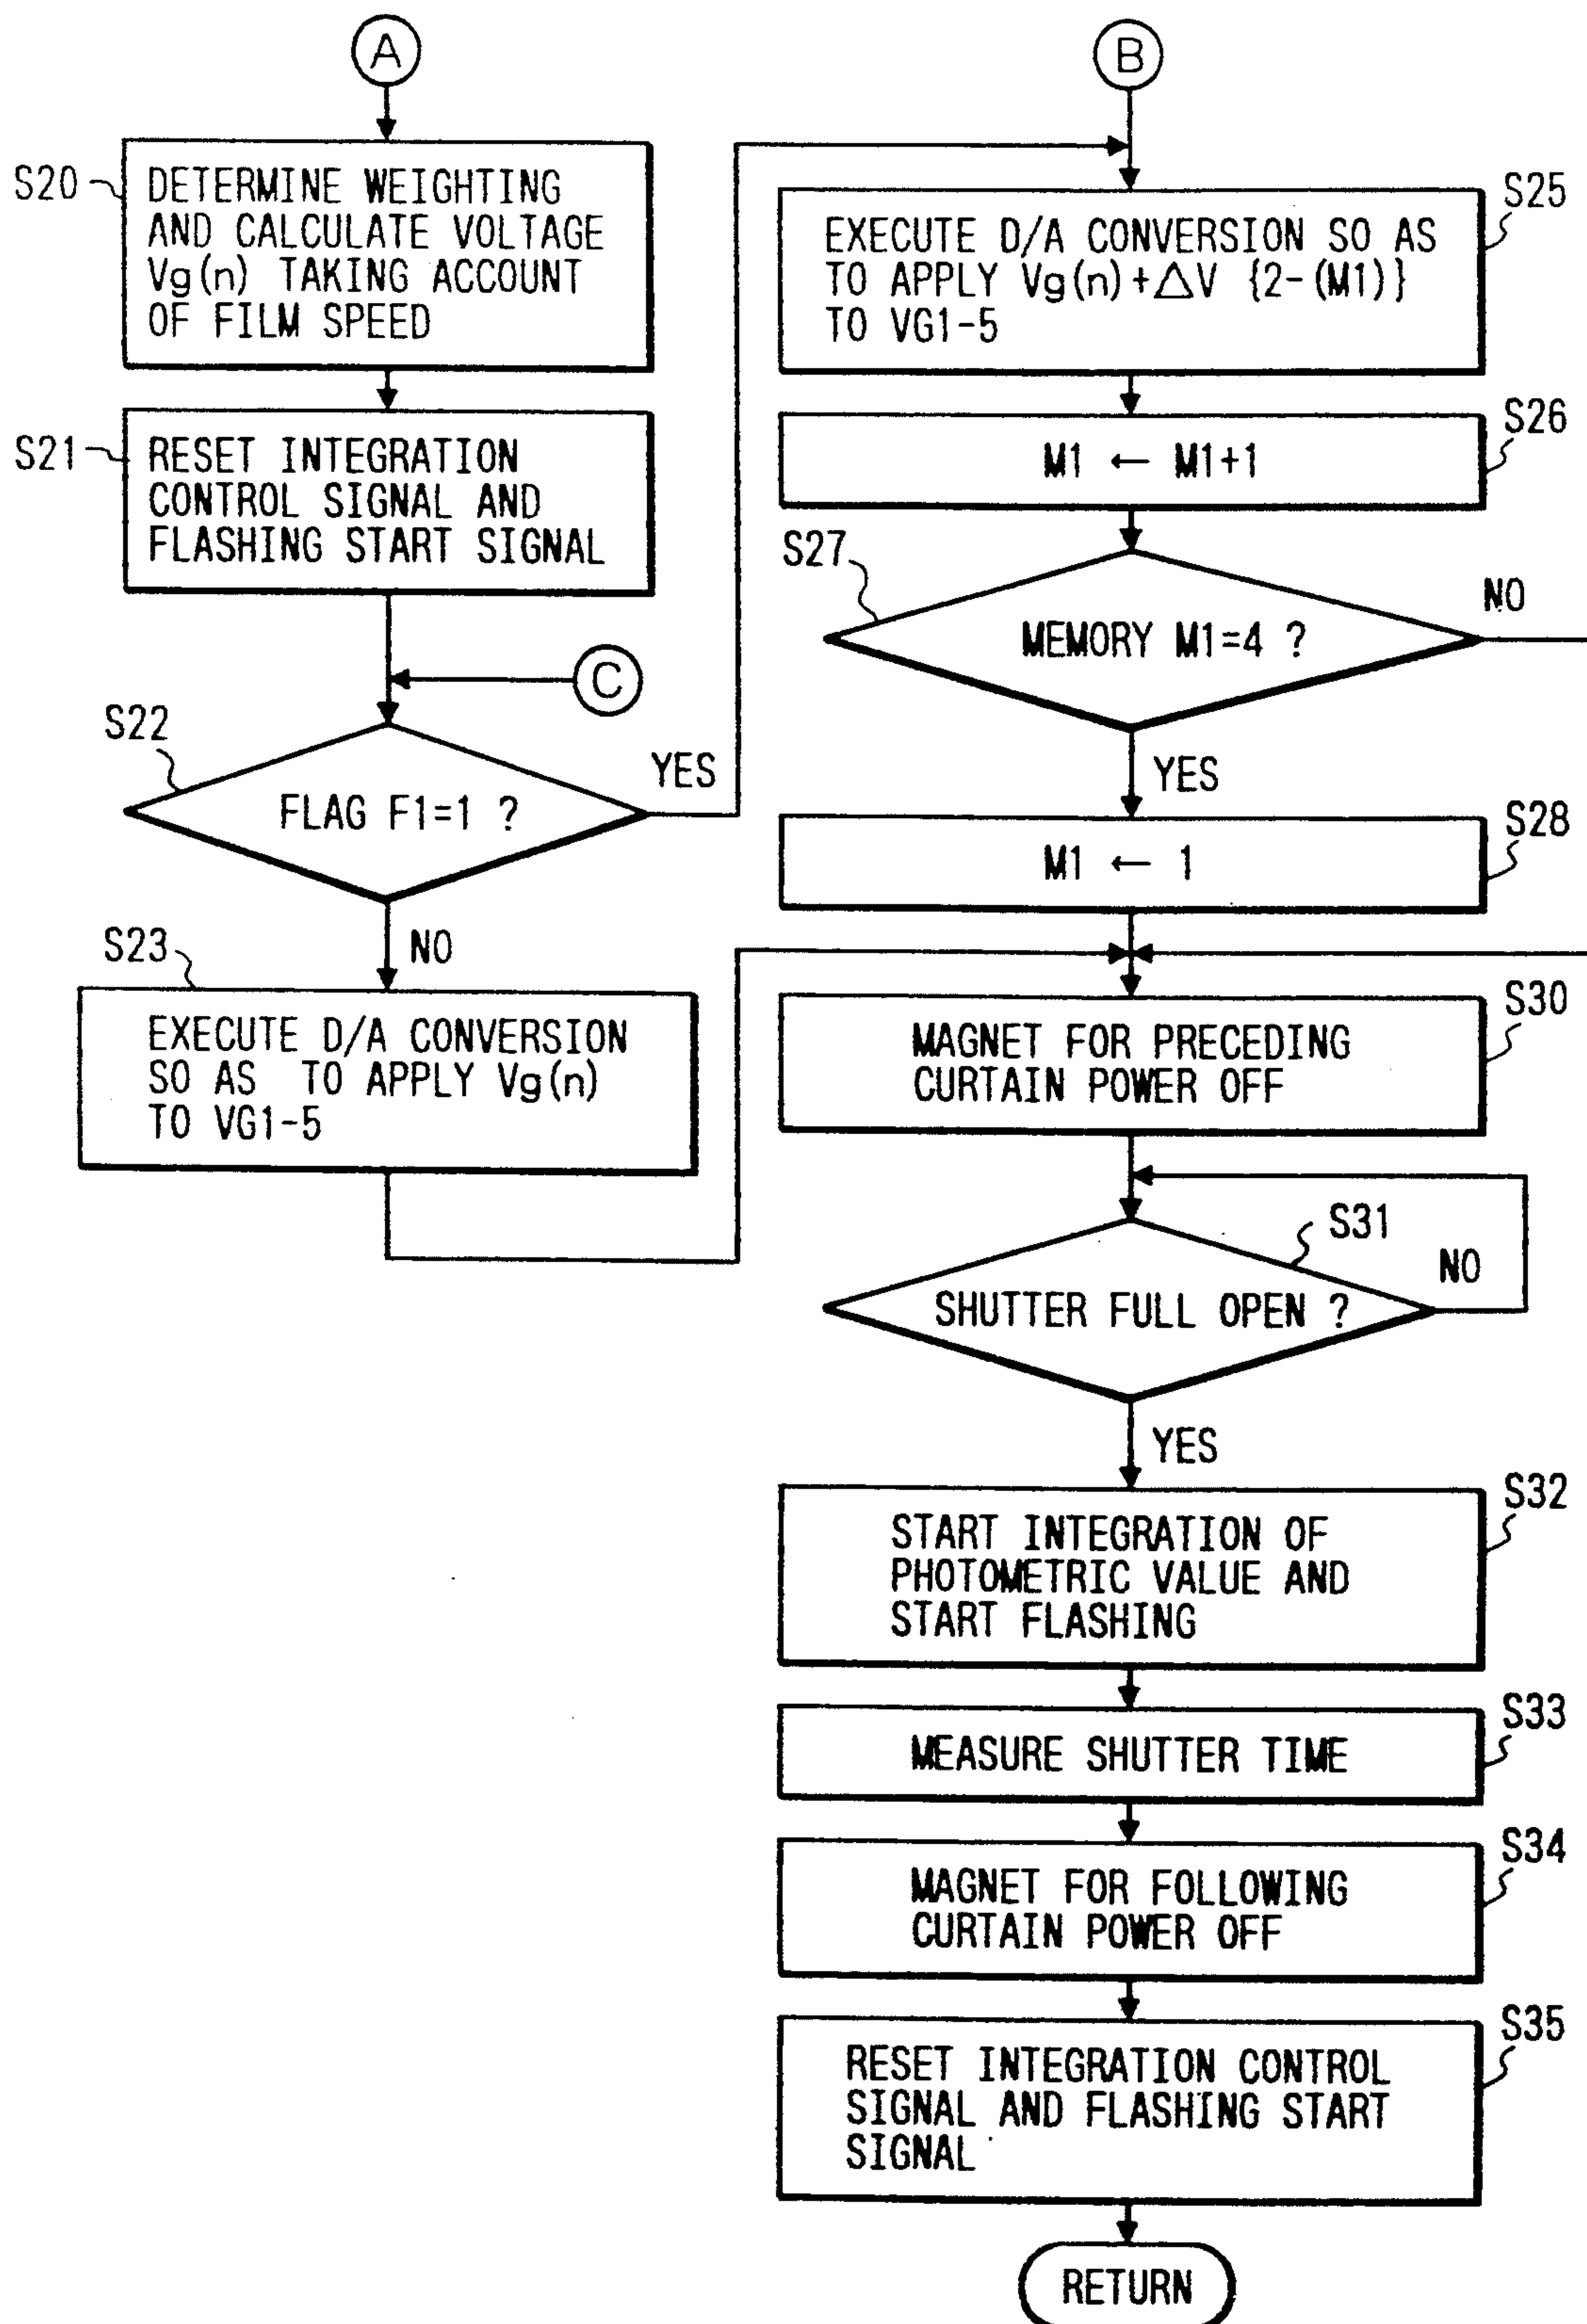 A
S20
DETERMINE WEIGHTING
AND CALCULATE VOLTAGE
Vg(n) TAKING ACCOUNT
OF FILM SPEED
S21
RESET INTEGRATION
CONTROL SIGNAL AND
FLASHING START SIGNAL
C
S22
FLAG F1=1 ?
YES
NO
S23
EXECUTE D/A CONVERSION
SO AS TO APPLY Vg(n)
TO VG1-5
B
S25
EXECUTE D/A CONVERSION SO AS
TO APPLY Vg(n)+△V {2-(M1)}
TO VG1-5
S26
M1 ← M1+1
S27
MEMORY M1=4 ?
NO
YES
S28
M1 ← 1
S30
MAGNET FOR PRECEDING
CURTAIN POWER OFF
S31
SHUTTER FULL OPEN ?
NO
YES
S32
START INTEGRATION OF
PHOTOMETRIC VALUE AND
START FLASHING
S33
MEASURE SHUTTER TIME
S34
MAGNET FOR FOLLOWING
CURTAIN POWER OFF
S35
RESET INTEGRATION CONTROL
SIGNAL AND FLASHING START
SIGNAL
RETURN